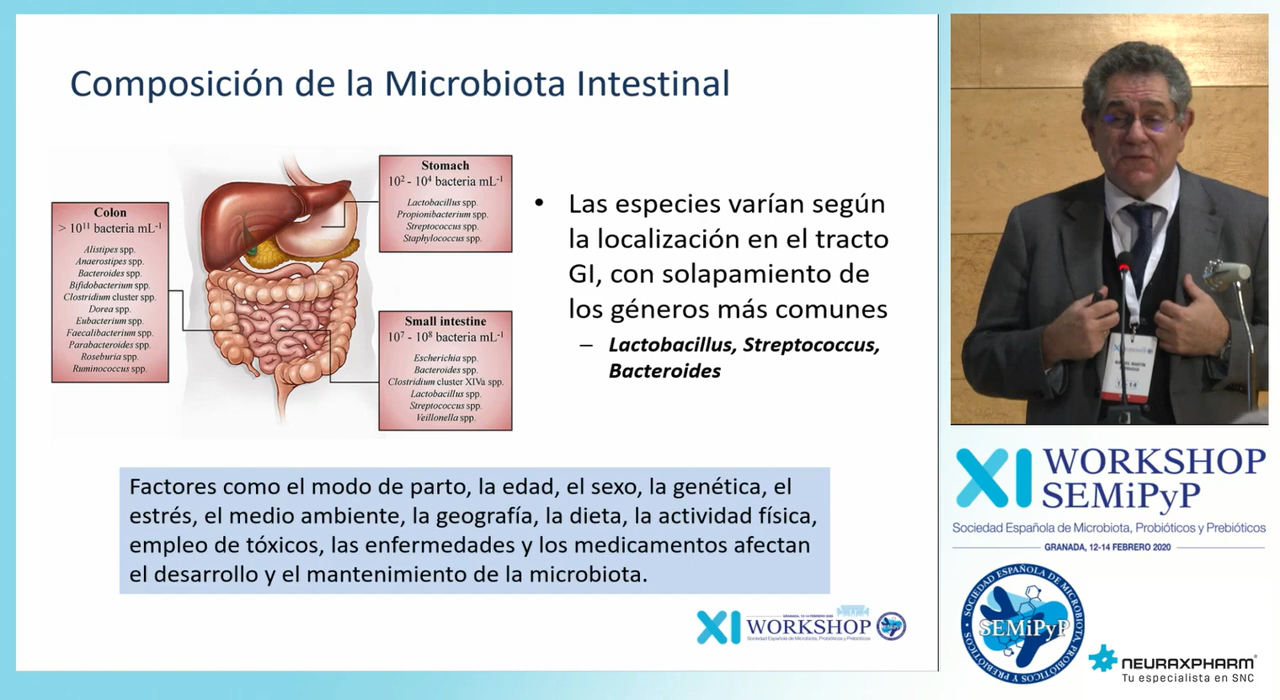 Composición de la Microbiota Intestinal
Stomach
10² - 10⁴ bacteria mL⁻¹
Lactobacillus spp.
Propionibacterium spp.
Streptococcus spp.
Staphylococcus spp.
Colon
> 10¹¹ bacteria mL⁻¹
Alistipes spp.
Anaerostipes spp.
Bacteroides spp.
Bifidobacterium spp.
Clostridium cluster spp.
Dorea spp.
Eubacterium spp.
Faecalibacterium spp.
Parabacteroides spp.
Roseburia spp.
Ruminococcus spp.
Small intestine
10⁷ - 10⁸ bacteria mL⁻¹
Escherichia spp.
Bacteroides spp.
Clostridium cluster XIVa spp.
Lactobacillus spp.
Streptococcus spp.
Veillonella spp.
• Las especies varían según
la localización en el tracto
GI, con solapamiento de
los géneros más comunes
– Lactobacillus, Streptococcus,
Bacteroides
Factores como el modo de parto, la edad, el sexo, la genética, el
estrés, el medio ambiente, la geografía, la dieta, la actividad física,
empleo de tóxicos, las enfermedades y los medicamentos afectan
el desarrollo y el mantenimiento de la microbiota.
GRANADA, 12-14 FEBRERO 2020
XI WORKSHOP
Sociedad Española de Microbiota, Probióticos y Prebióticos
XI WORKSHOP
SEMiPyP
Sociedad Española de Microbiota, Probióticos y Prebióticos
GRANADA, 12-14 FEBRERO 2020
SOCIEDAD ESPAÑOLA DE MICROBIOTA, PROBIÓTICOS Y PREBIÓTICOS
SEMiPyP
NEURAXPHARM
Tu especialista en SNC